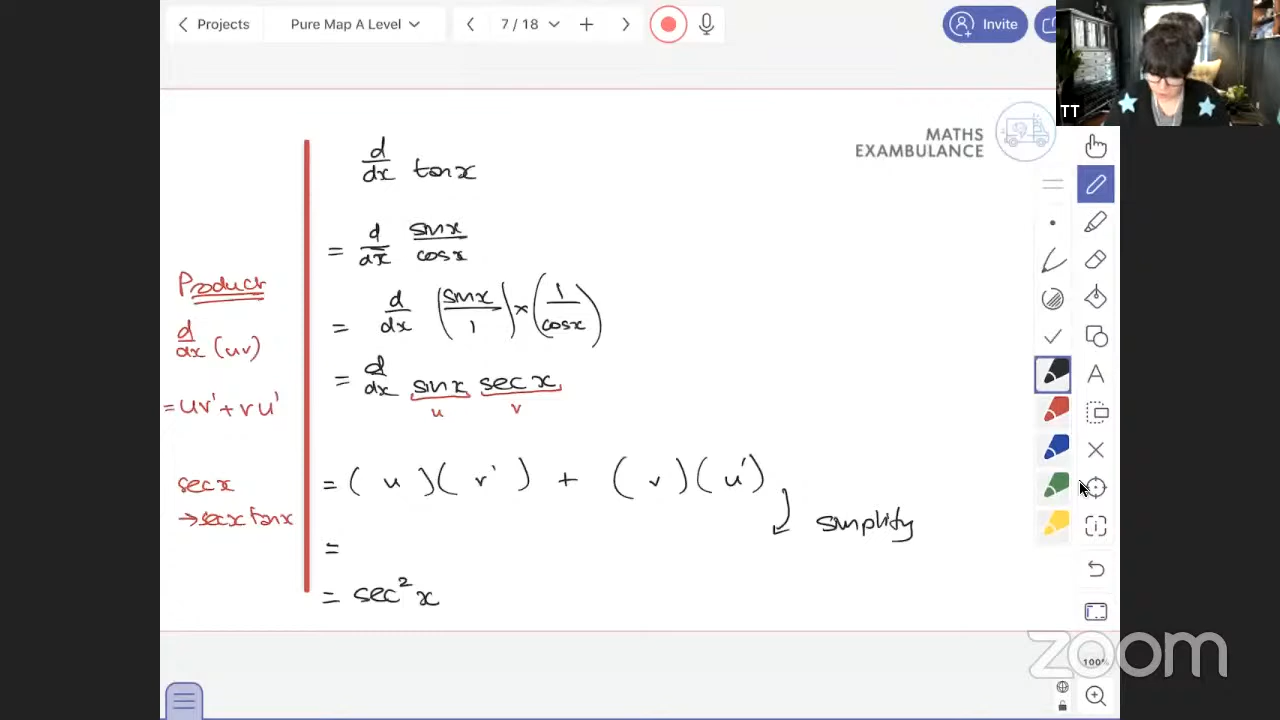 Projects
Pure Map A Level
7 / 18
Invite
TT
MATHS
EXAMBULANCE
d/dx tanx
= d/dx sinx/cosx
= d/dx (sinx/1) × (1/cosx)
= d/dx sinx secx
u v
= ( u )( v' ) + ( v )( u' )
simplify
=
= sec²x
Product
d/dx (uv)
= uv' + vu'
secx
→ secx tanx
A
zoom
100%